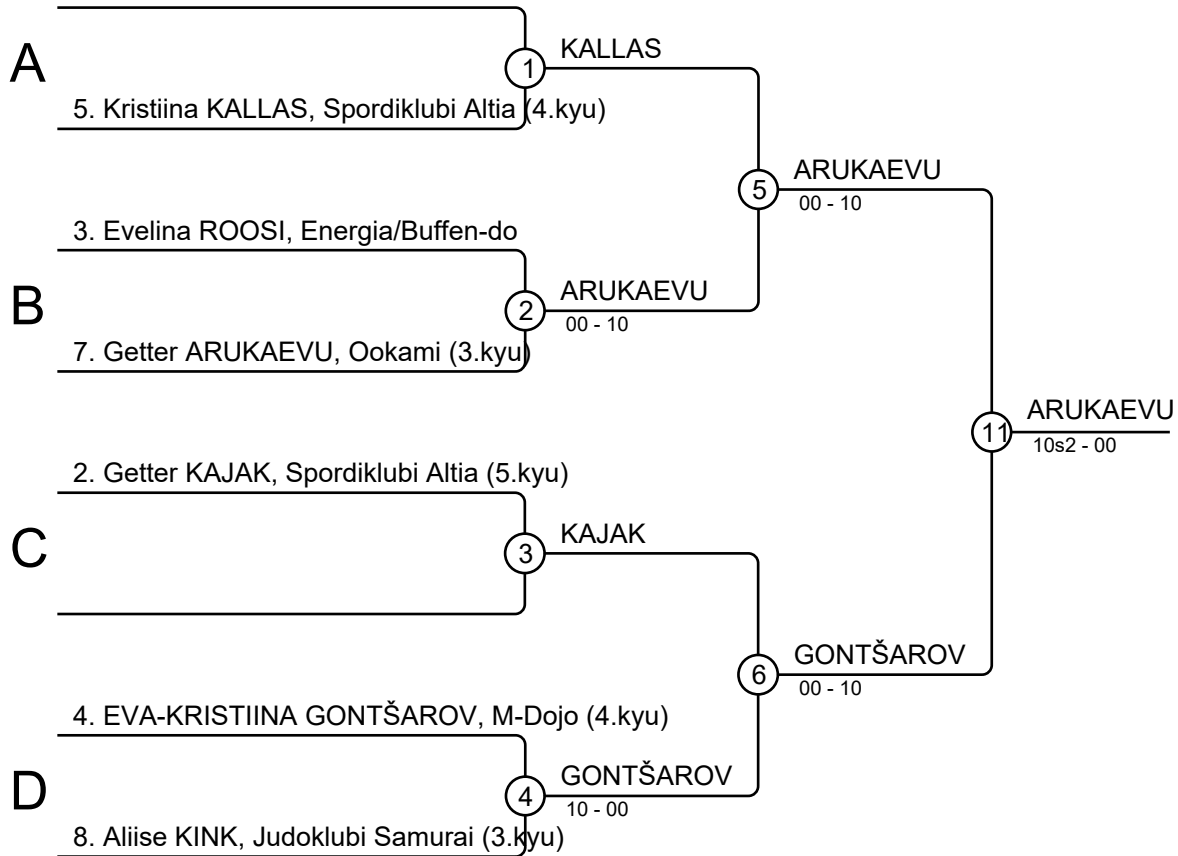 A
1
KALLAS
5. Kristiina KALLAS, Spordiklubi Altia (4.kyu)
5
ARUKAEVU
00 - 10
3. Evelina ROOSI, Energia/Buffen-do
B
2
ARUKAEVU
00 - 10
7. Getter ARUKAEVU, Ookami (3.kyu)
11
ARUKAEVU
10s2 - 00
2. Getter KAJAK, Spordiklubi Altia (5.kyu)
C
3
KAJAK
6
GONTŠAROV
00 - 10
4. EVA-KRISTIINA GONTŠAROV, M-Dojo (4.kyu)
D
4
GONTŠAROV
10 - 00
8. Aliise KINK, Judoklubi Samurai (3.kyu)